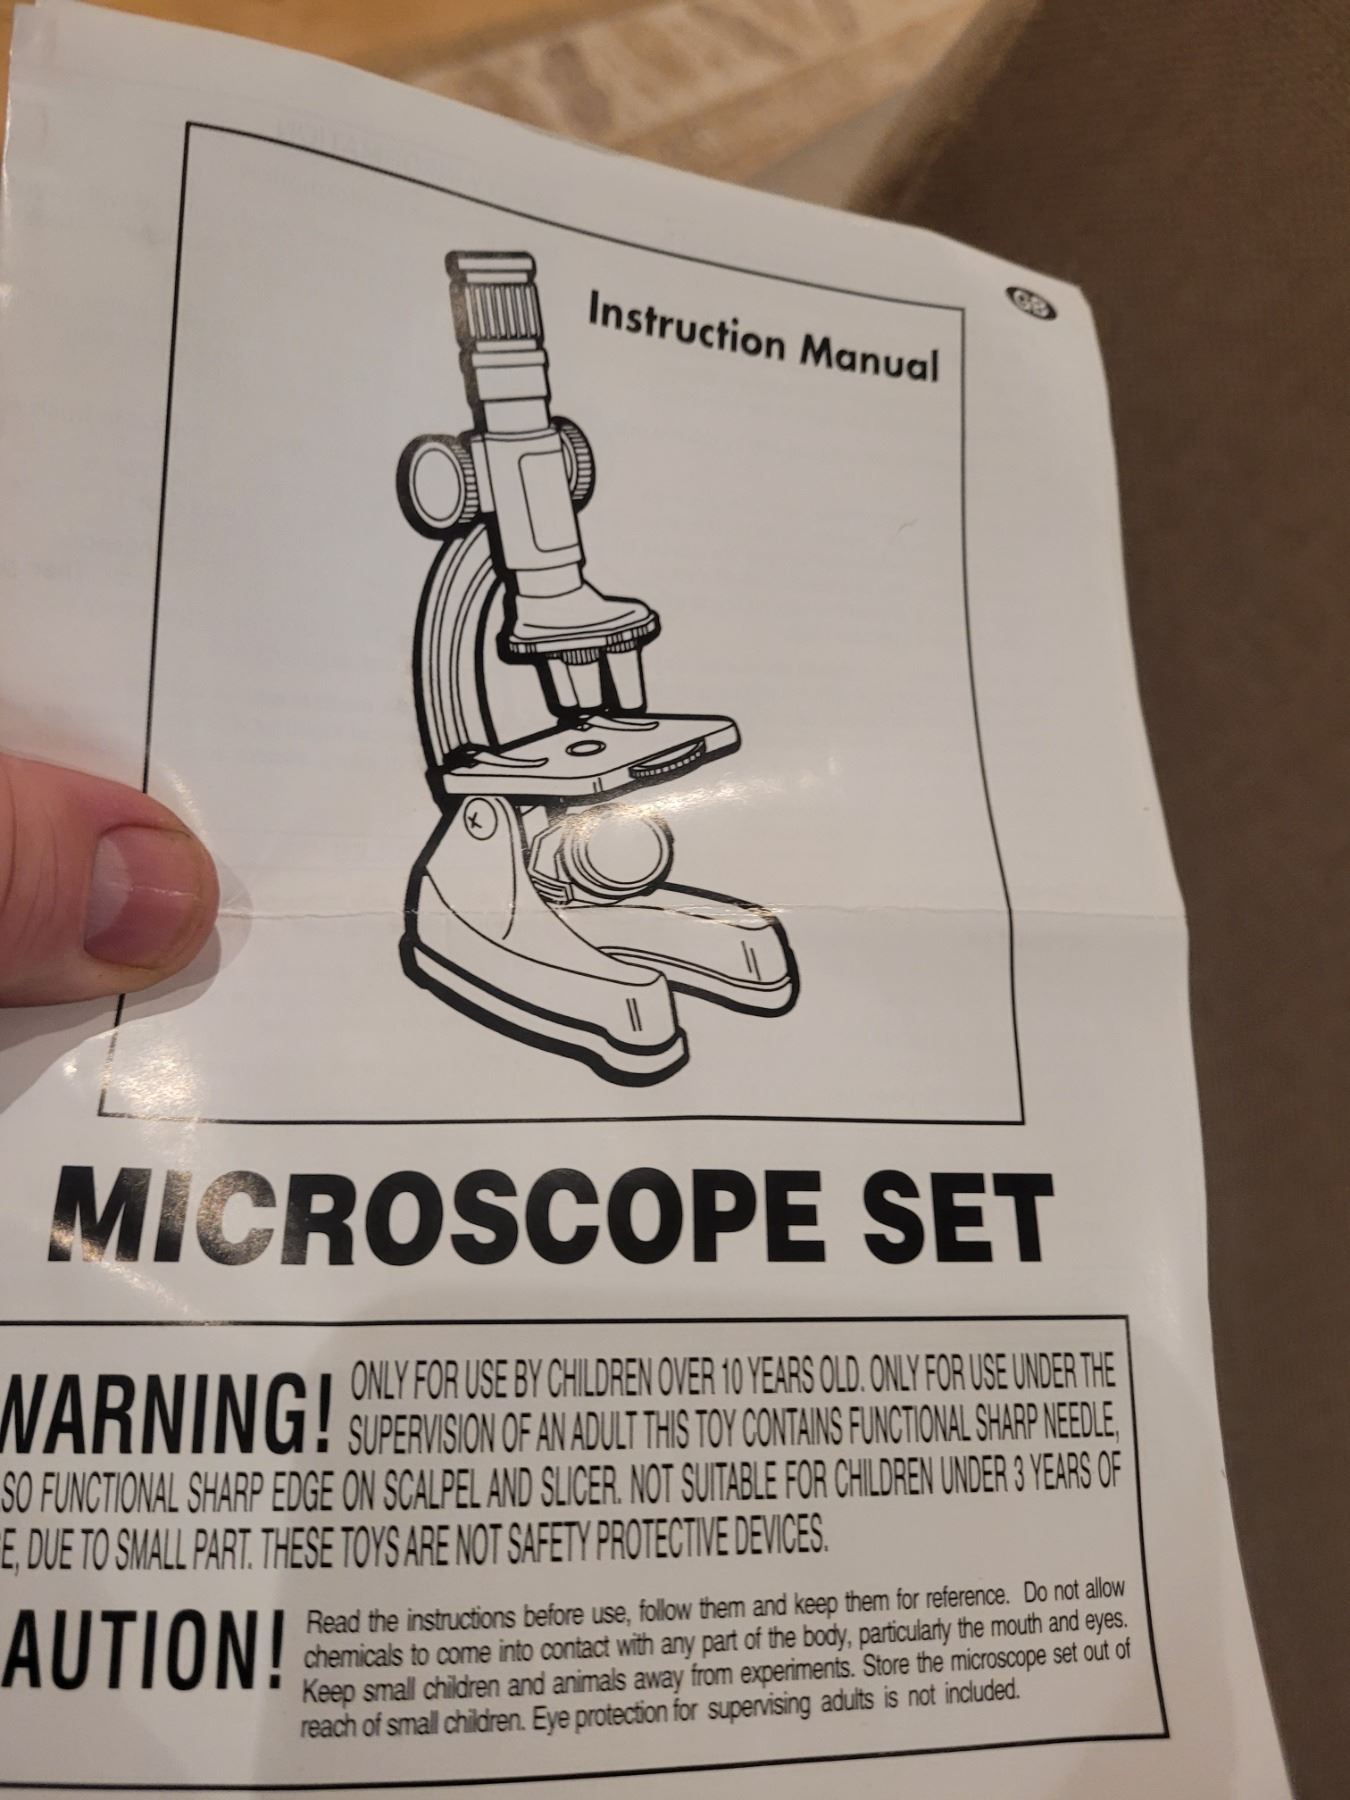 GB
Instruction Manual
MICROSCOPE SET
WARNING! ONLY FOR USE BY CHILDREN OVER 10 YEARS OLD. ONLY FOR USE UNDER THE
SUPERVISION OF AN ADULT THIS TOY CONTAINS FUNCTIONAL SHARP NEEDLE,
SO FUNCTIONAL SHARP EDGE ON SCALPEL AND SLICER. NOT SUITABLE FOR CHILDREN UNDER 3 YEARS OF
E, DUE TO SMALL PART. THESE TOYS ARE NOT SAFETY PROTECTIVE DEVICES.
AUTION! Read the instructions before use, follow them and keep them for reference. Do not allow
chemicals to come into contact with any part of the body, particularly the mouth and eyes.
Keep small children and animals away from experiments. Store the microscope set out of
reach of small children. Eye protection for supervising adults is not included.